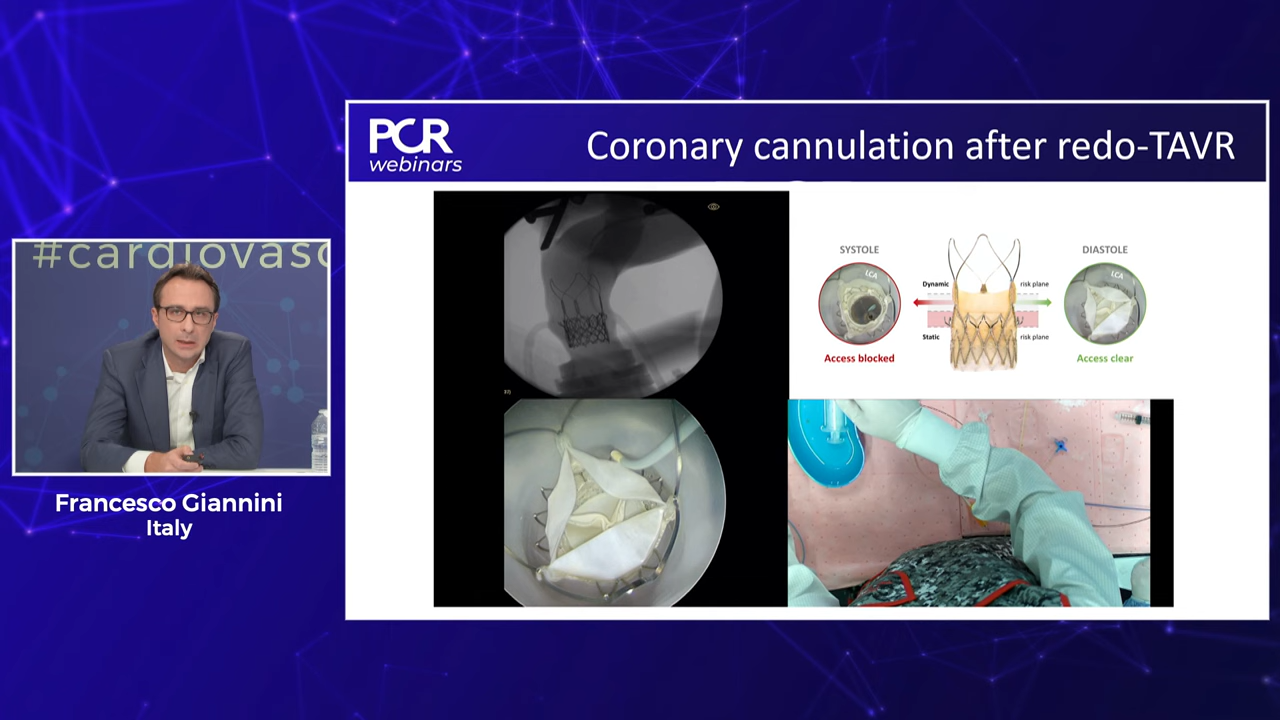 PCR
webinars
Coronary cannulation after redo-TAVR
#cardiovasc
SYSTOLE
DIASTOLE
LCA
LCA
Dynamic
risk plane
Static
risk plane
Access blocked
Access clear
Francesco Giannini
Italy